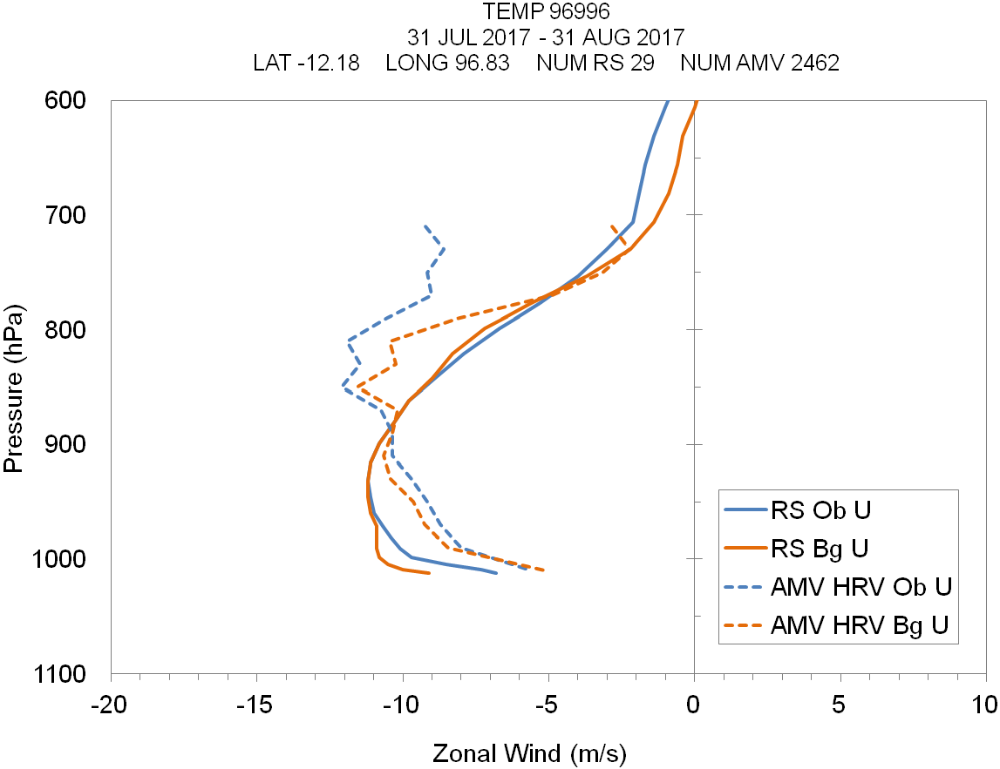 TEMP 96996
31 JUL 2017 - 31 AUG 2017
LAT -12.18 LONG 96.83 NUM RS 29 NUM AMV 2462
600
700
800
900
1000
1100
Pressure (hPa)
RS Ob U
RS Bg U
AMV HRV Ob U
AMV HRV Bg U
-20 -15 -10 -5 0 5 10
Zonal Wind (m/s)